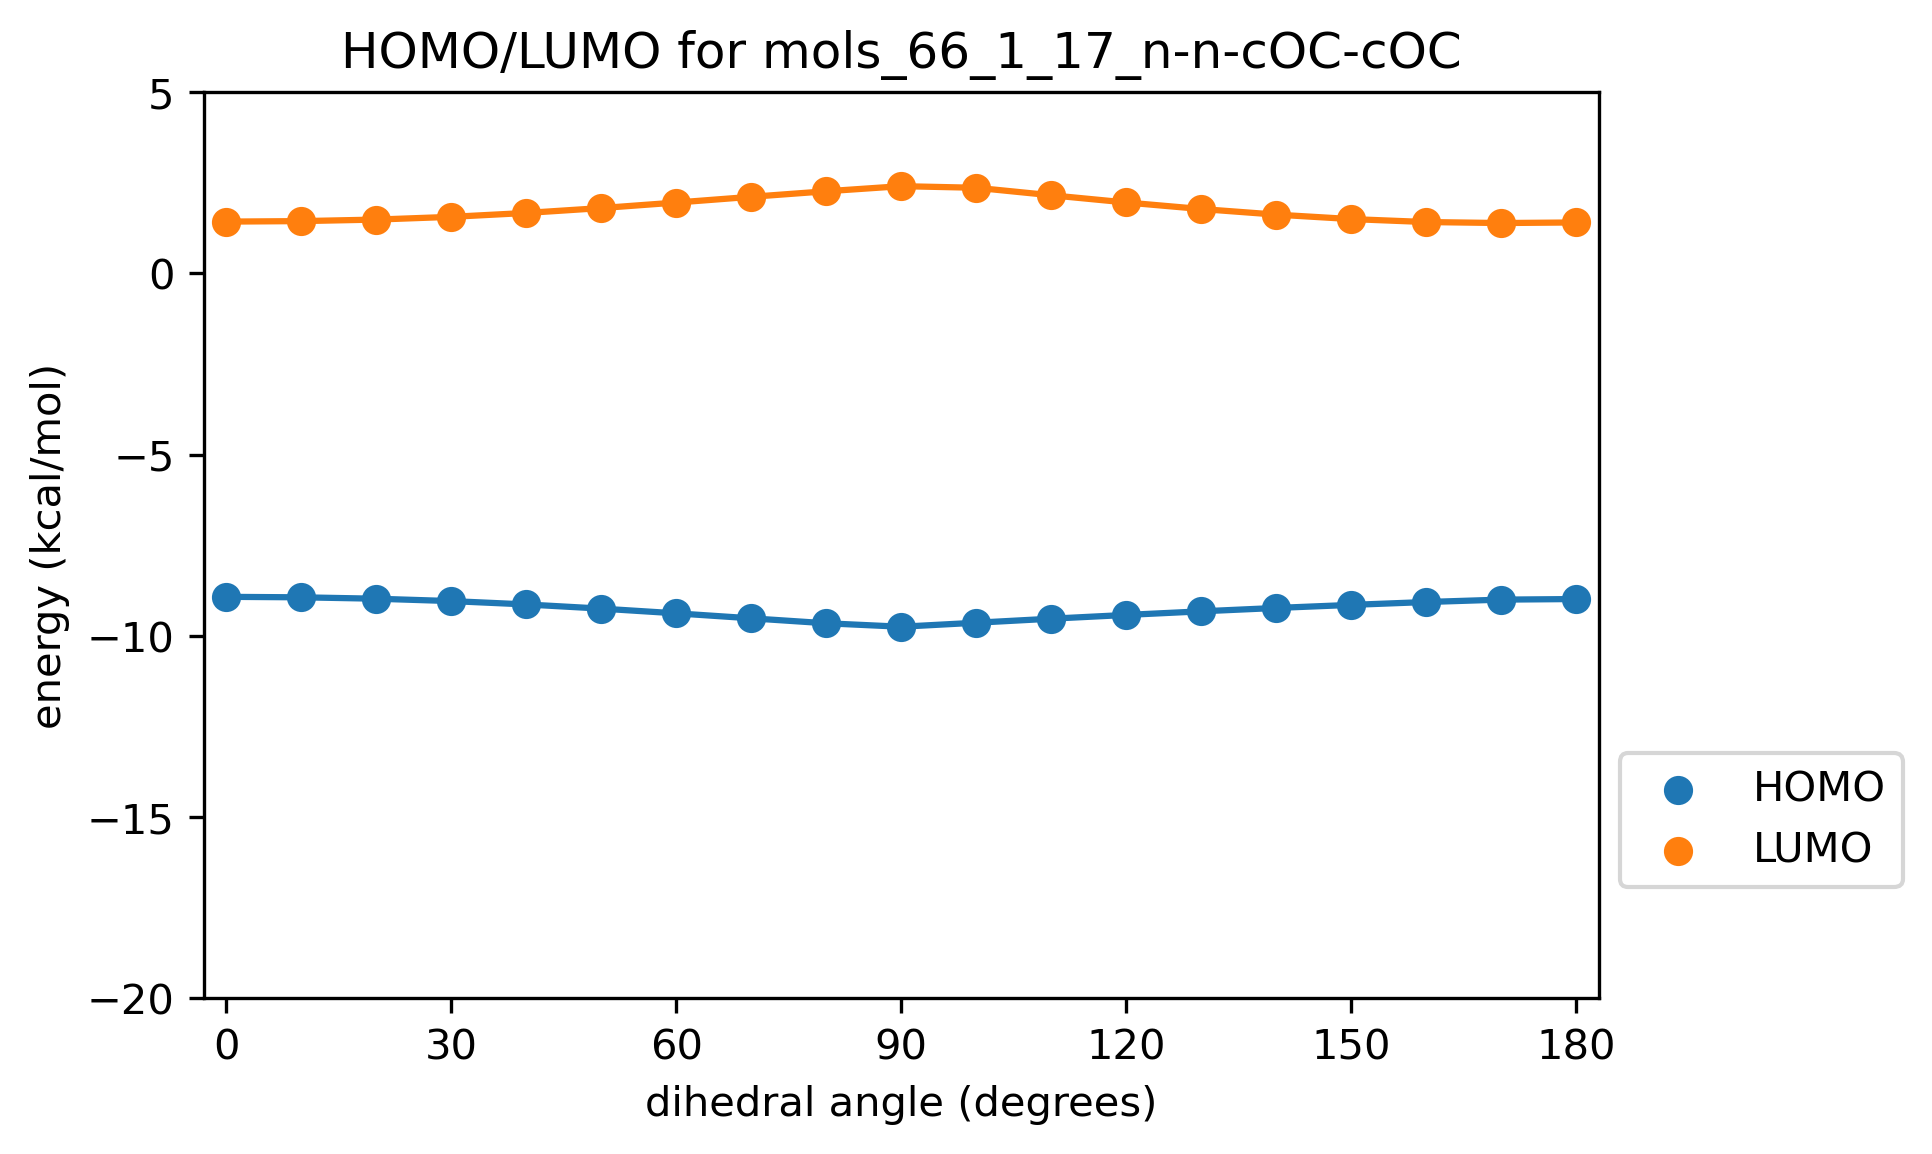 HOMO/LUMO for mols_66_1_17_n-n-cOC-cOC
5
0
−5
−10
−15
−20
energy (kcal/mol)
0 30 60 90 120 150 180
dihedral angle (degrees)
HOMO
LUMO